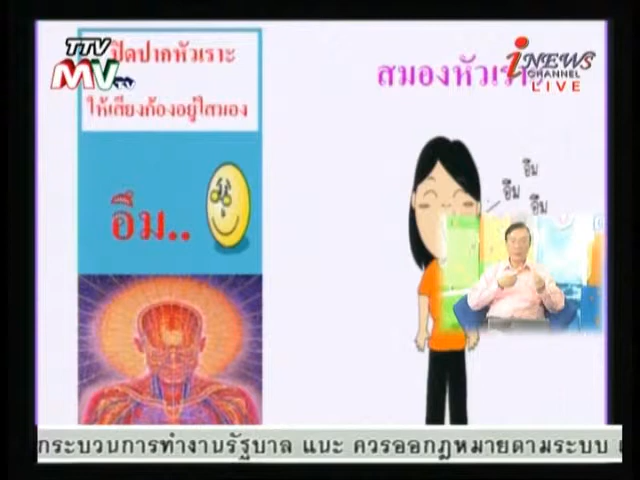 TTV
MV
TV
ปิดปากหัวเราะ
ให้เสียงก้องอยู่ในสมอง
อืม..
สมองหัวเราะ
iNEWS
CHANNEL
LIVE
อืม
อืม
อืม
กระบวนการทำงานรัฐบาล แนะ ควรออกกฎหมายตามระบบ